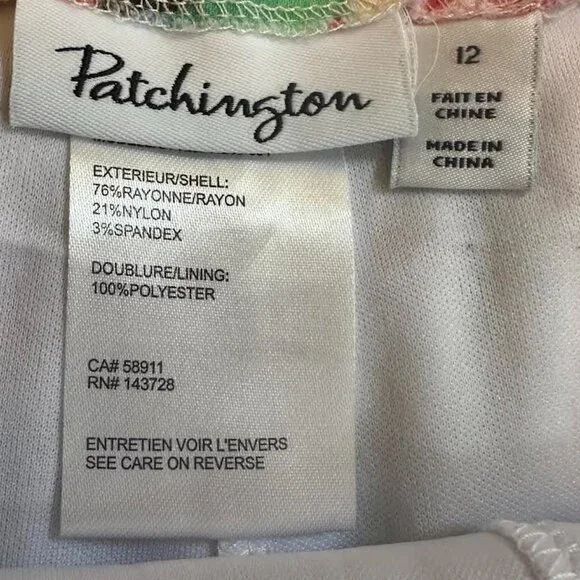 Patchington
12
FAIT EN
CHINE
MADE IN
CHINA
EXTERIEUR/SHELL:
76%RAYONNE/RAYON
21%NYLON
3%SPANDEX
DOUBLURE/LINING:
100%POLYESTER
CA# 58911
RN# 143728
ENTRETIEN VOIR L'ENVERS
SEE CARE ON REVERSE